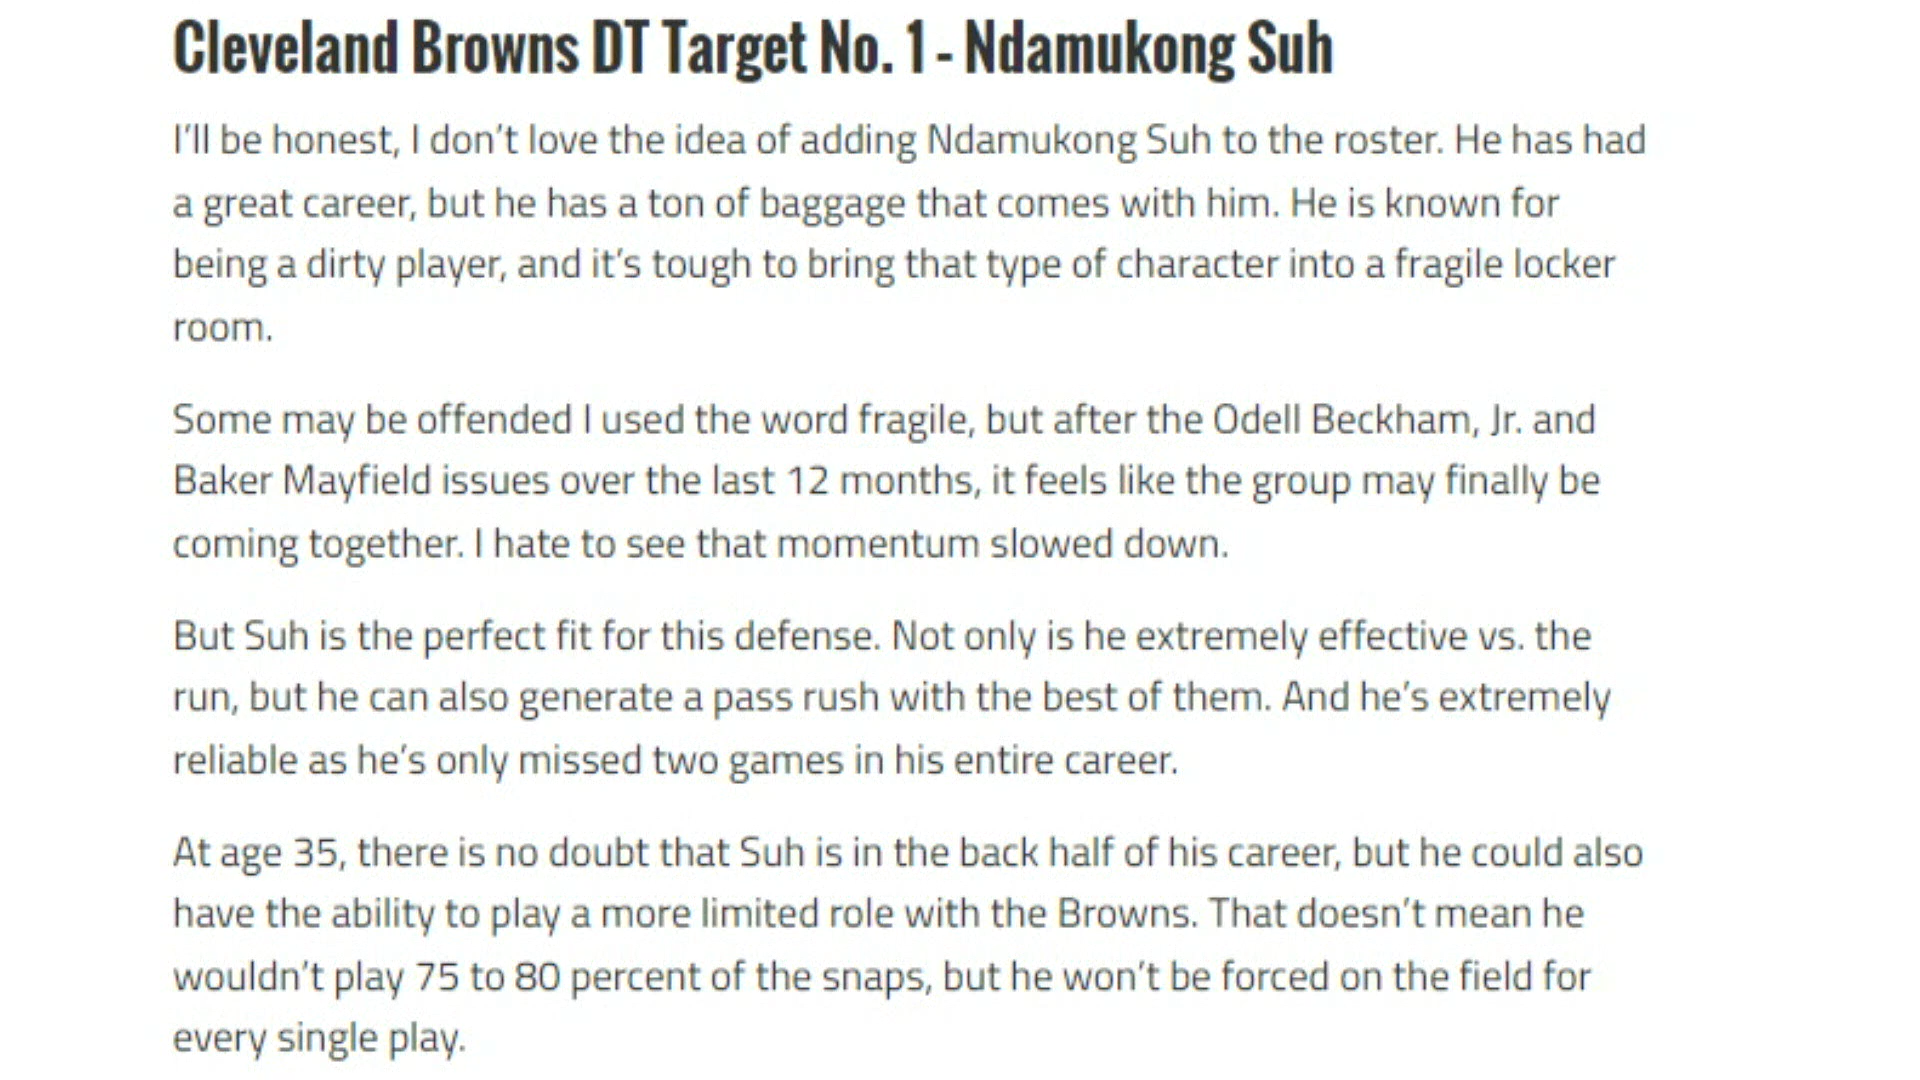 Cleveland Browns DT Target No. 1 - Ndamukong Suh
I’ll be honest, I don’t love the idea of adding Ndamukong Suh to the roster. He has had
a great career, but he has a ton of baggage that comes with him. He is known for
being a dirty player, and it’s tough to bring that type of character into a fragile locker
room.
Some may be offended I used the word fragile, but after the Odell Beckham, Jr. and
Baker Mayfield issues over the last 12 months, it feels like the group may finally be
coming together. I hate to see that momentum slowed down.
But Suh is the perfect fit for this defense. Not only is he extremely effective vs. the
run, but he can also generate a pass rush with the best of them. And he’s extremely
reliable as he’s only missed two games in his entire career.
At age 35, there is no doubt that Suh is in the back half of his career, but he could also
have the ability to play a more limited role with the Browns. That doesn’t mean he
wouldn’t play 75 to 80 percent of the snaps, but he won’t be forced on the field for
every single play.